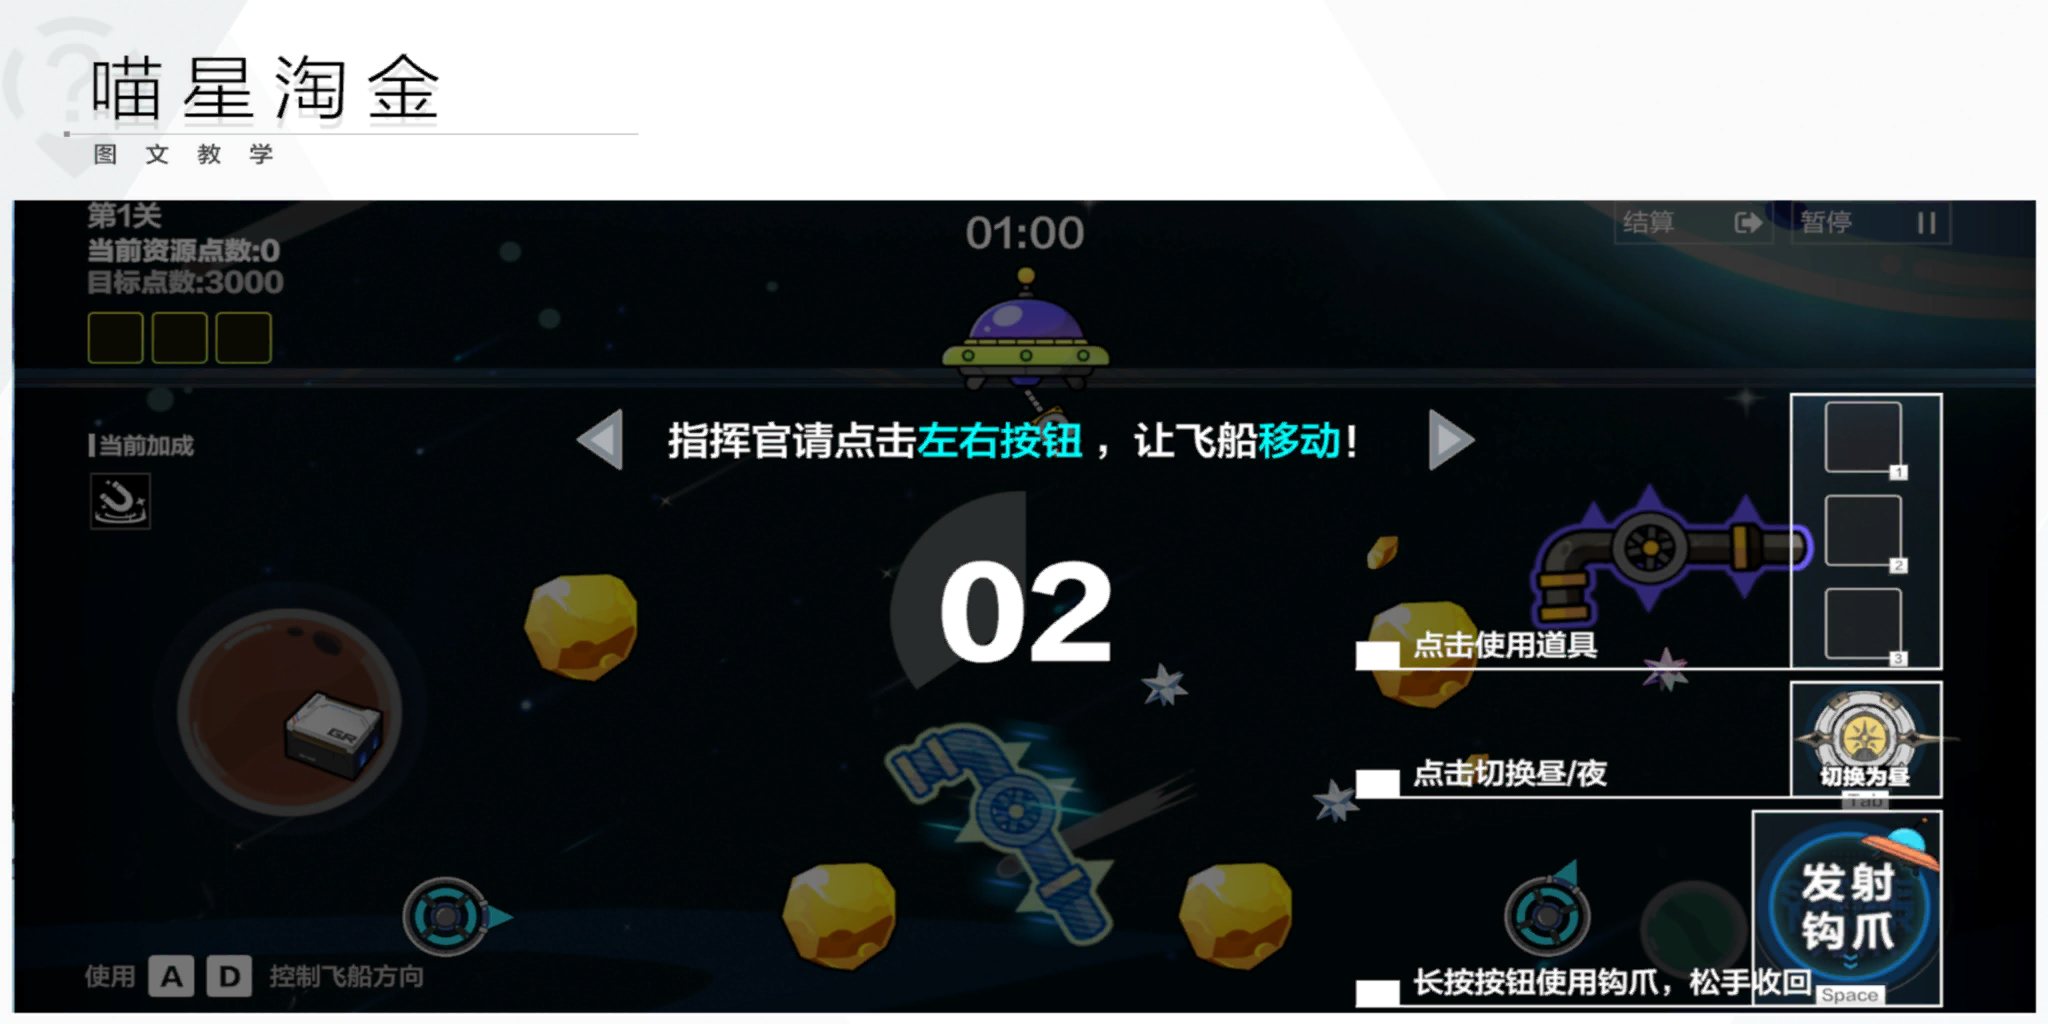 喵星淘金
图文教学
第1关
当前资源点数:0
目标点数:3000
01:00
结算
暂停
当前加成
指挥官请点击左右按钮，让飞船移动！
02
1
2
3
点击使用道具
点击切换昼/夜
切换为昼
Tab
GR
发射
钩爪
使用 A D 控制飞船方向
长按按钮使用钩爪，松手收回
Space